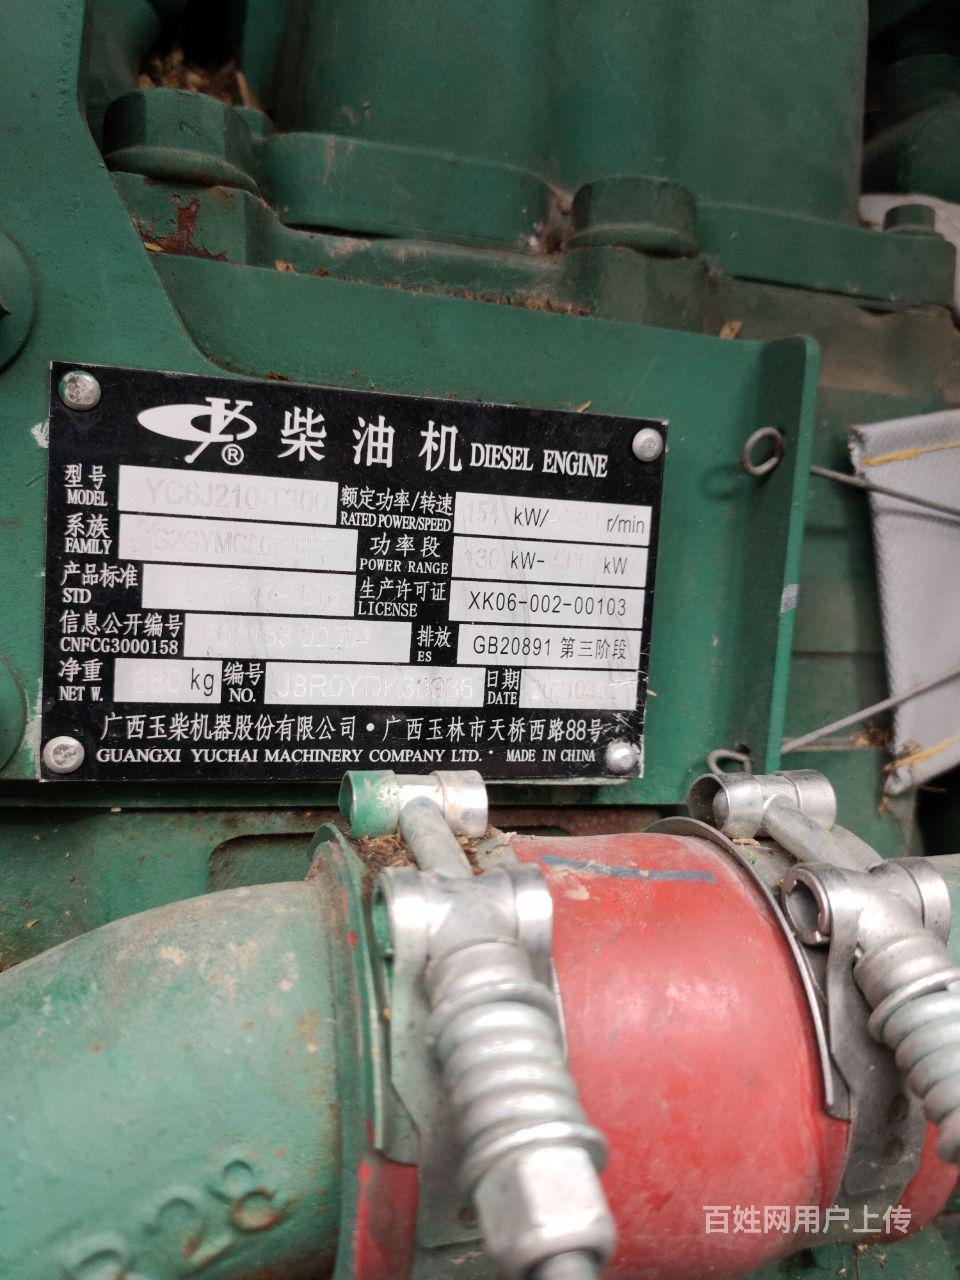 YC ® 柴油机 DIESEL ENGINE
型号 MODEL YC6J210-T300 额定功率/转速 RATED POWER/SPEED 154 kW/ r/min
系族 FAMILY 功率段 POWER RANGE 130 kW- 560 kW
产品标准 STD 生产许可证 LICENSE XK06-002-00103
信息公开编号 CNFCG3000158 排放 ES GB20891 第三阶段
净重 NET W. kg 编号 NO. 日期 DATE
广西玉柴机器股份有限公司·广西玉林市天桥西路88号
GUANGXI YUCHAI MACHINERY COMPANY LTD. MADE IN CHINA
百姓网用户上传